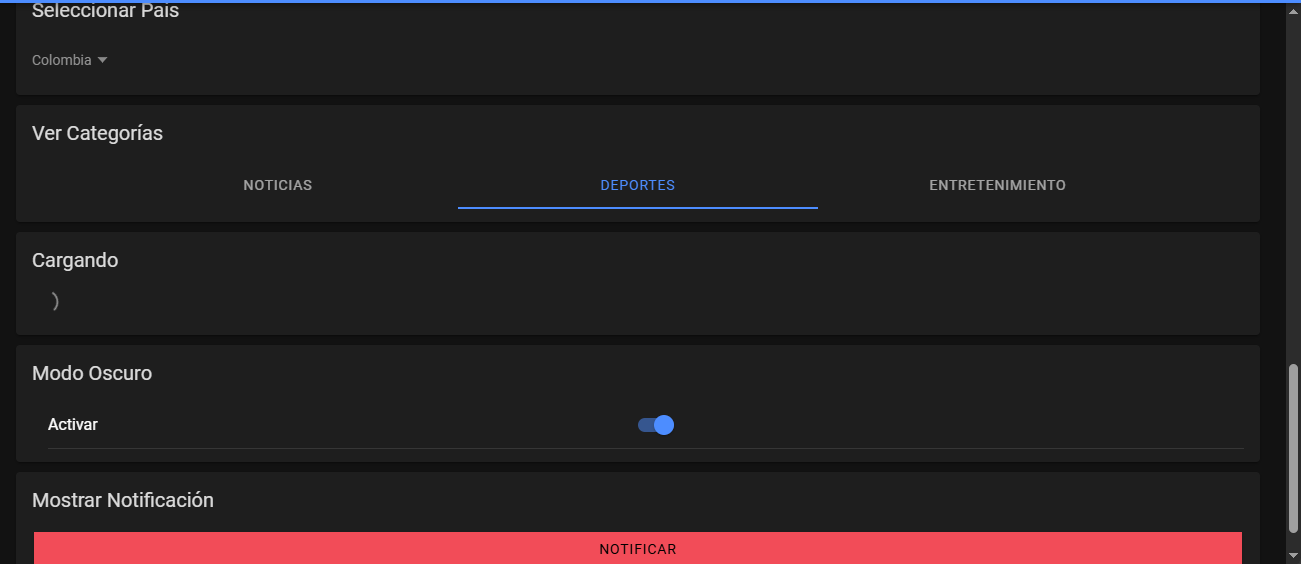 Seleccionar País
Colombia
Ver Categorías
NOTICIAS
DEPORTES
ENTRETENIMIENTO
Cargando
Modo Oscuro
Activar
Mostrar Notificación
NOTIFICAR